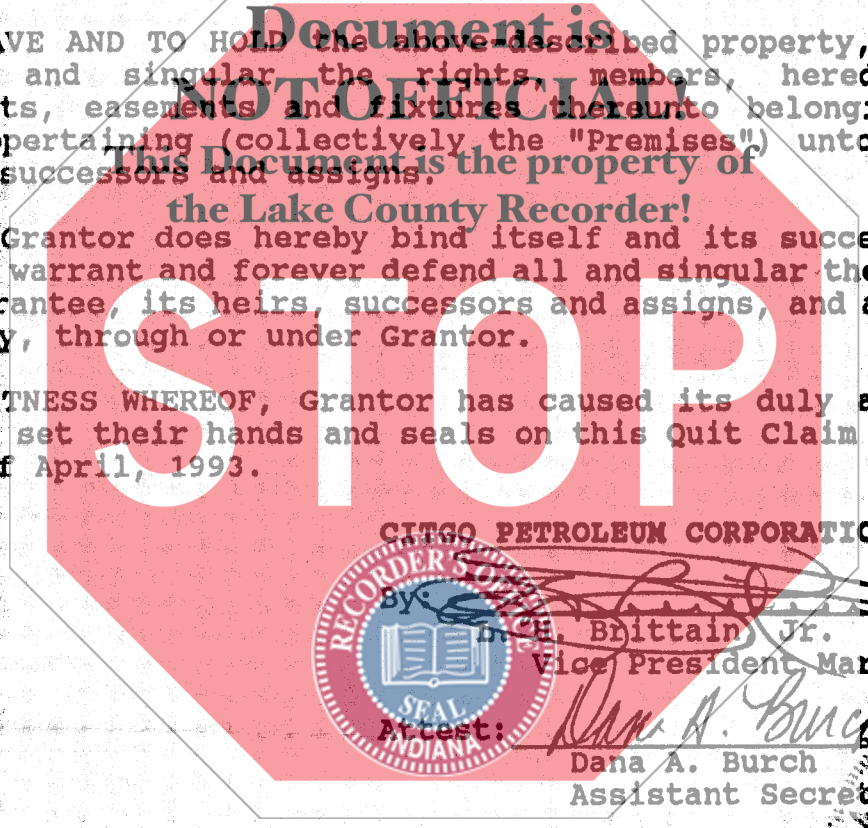 Document is
NOT OFFICIAL!
This Document is the property of
the Lake County Recorder!
STOP
VE AND TO HOLD the above-described property,
and singular the rights, members, hered
ts, easements and fixtures thereunto belong
pertaining (collectively the "Premises") unto
successors and assigns.
Grantor does hereby bind itself and its succe
warrant and forever defend all and singular the
rantee, its heirs, successors and assigns, and a
y, through or under Grantor.
TNESS WHEREOF, Grantor has caused its duly a
set their hands and seals on this Quit Claim
f April, 1993.
CITGO PETROLEUM CORPORATIO
By:
Brittain, Jr.
Vice President Mar
RECORDER'S OFFICE
SEAL
INDIANA
Attest: Dana A. Burc
Dana A. Burch
Assistant Secre